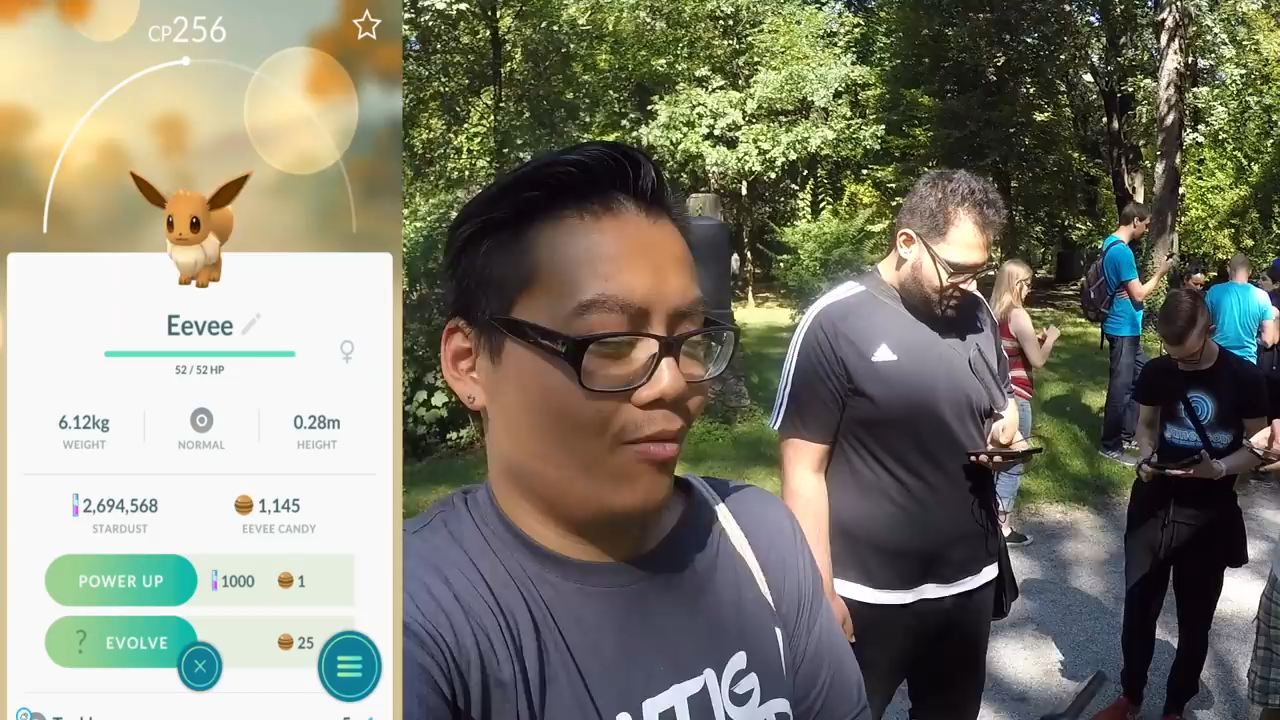 CP256
Eevee
52 / 52 HP
6.12kg
WEIGHT
NORMAL
0.28m
HEIGHT
2,694,568
STARDUST
1,145
EEVEE CANDY
POWER UP
1000
1
?
EVOLVE
25